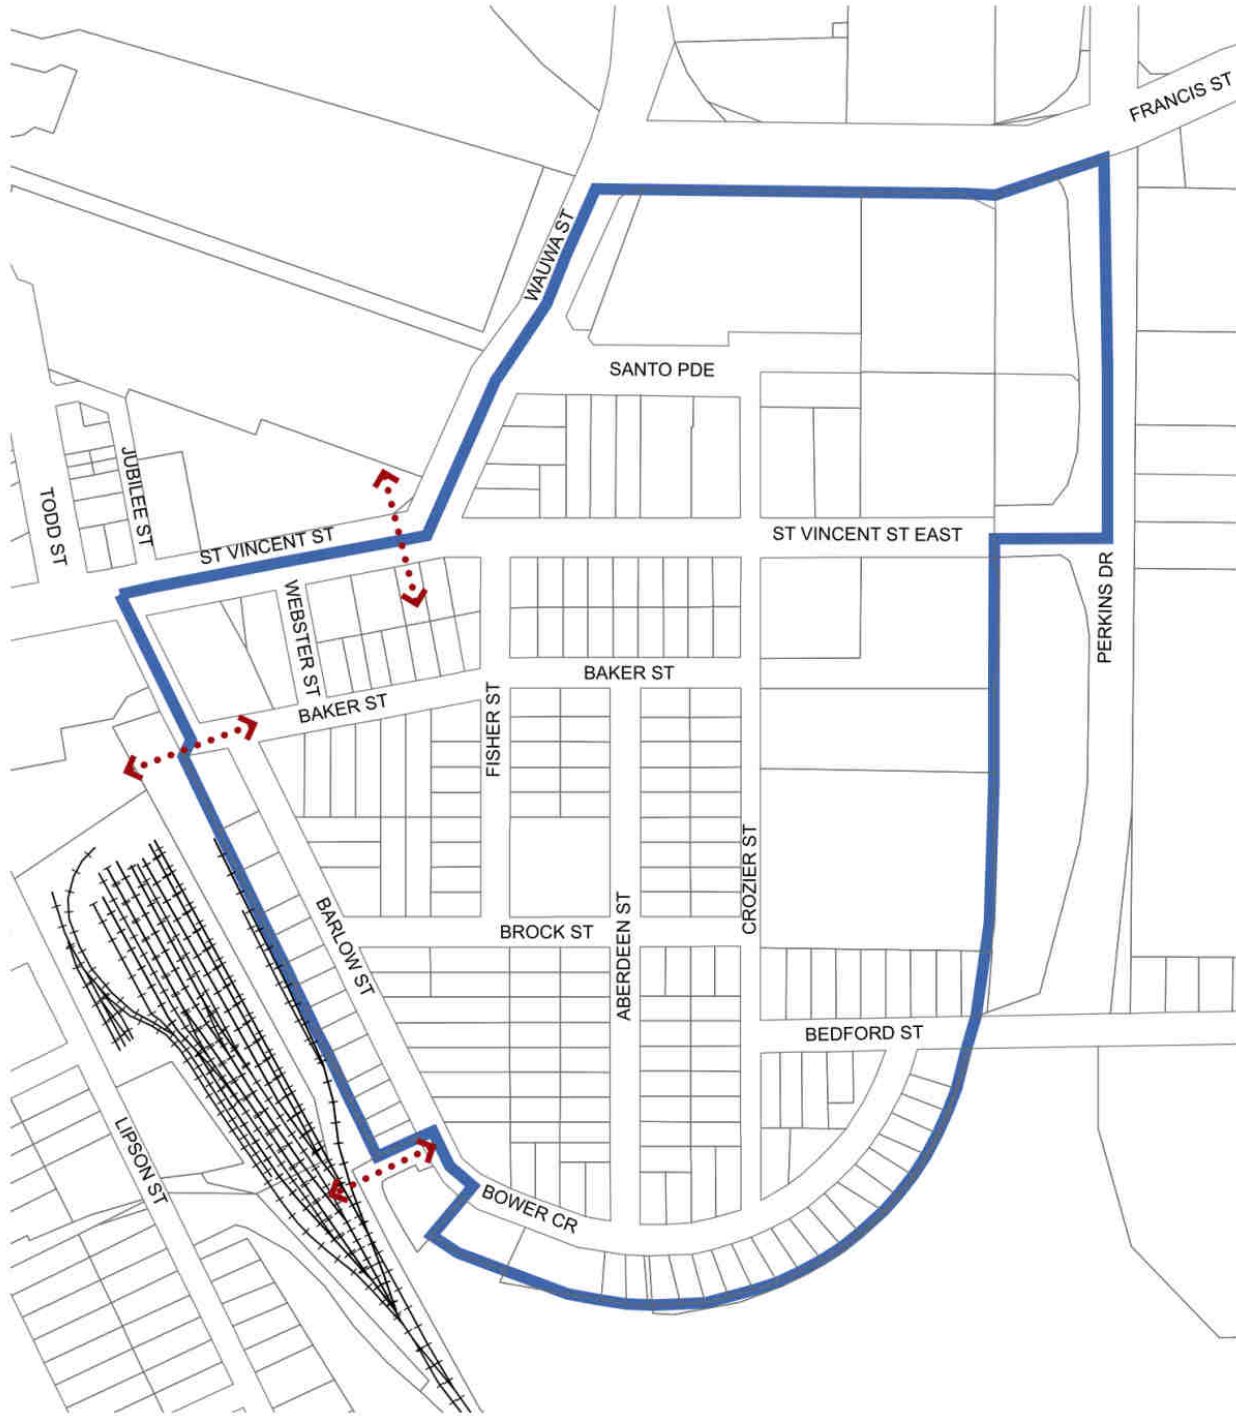 FRANCIS ST
WAUWA ST
SANTO PDE
JUBILEE ST
TODD ST
ST VINCENT ST
ST VINCENT ST EAST
PERKINS DR
WEBSTER ST
BAKER ST
BAKER ST
FISHER ST
CROZIER ST
ABERDEEN ST
BROCK ST
BARLOW ST
BEDFORD ST
LIPSON ST
BOWER CR